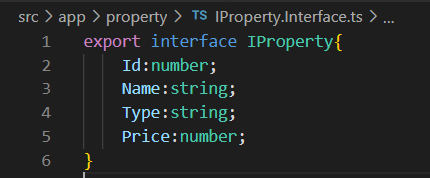 src > app > property > TS IProperty.Interface.ts > ...
1 export interface IProperty{
2 Id:number;
3 Name:string;
4 Type:string;
5 Price:number;
6 }